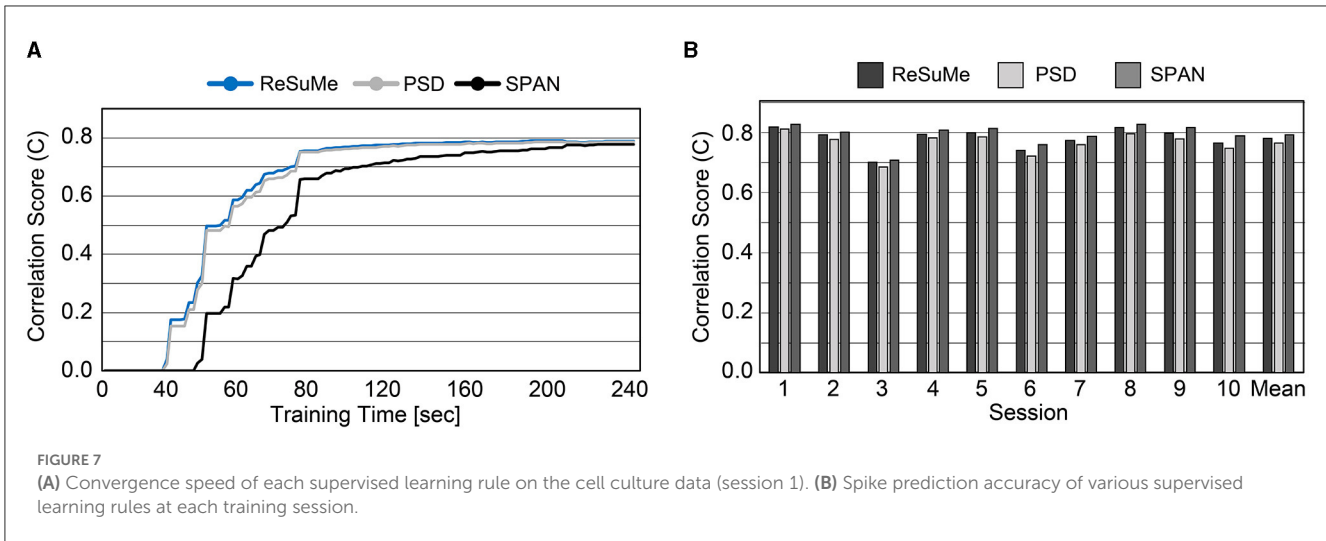 A
ReSuMe PSD SPAN
Correlation Score (C)
0.8
0.6
0.4
0.2
0.0
0 40 60 80 120 160 200 240
Training Time [sec]
B
ReSuMe PSD SPAN
Correlation Score (C)
0.8
0.6
0.4
0.2
0.0
1 2 3 4 5 6 7 8 9 10 Mean
Session
FIGURE 7
(A) Convergence speed of each supervised learning rule on the cell culture data (session 1). (B) Spike prediction accuracy of various supervised
learning rules at each training session.